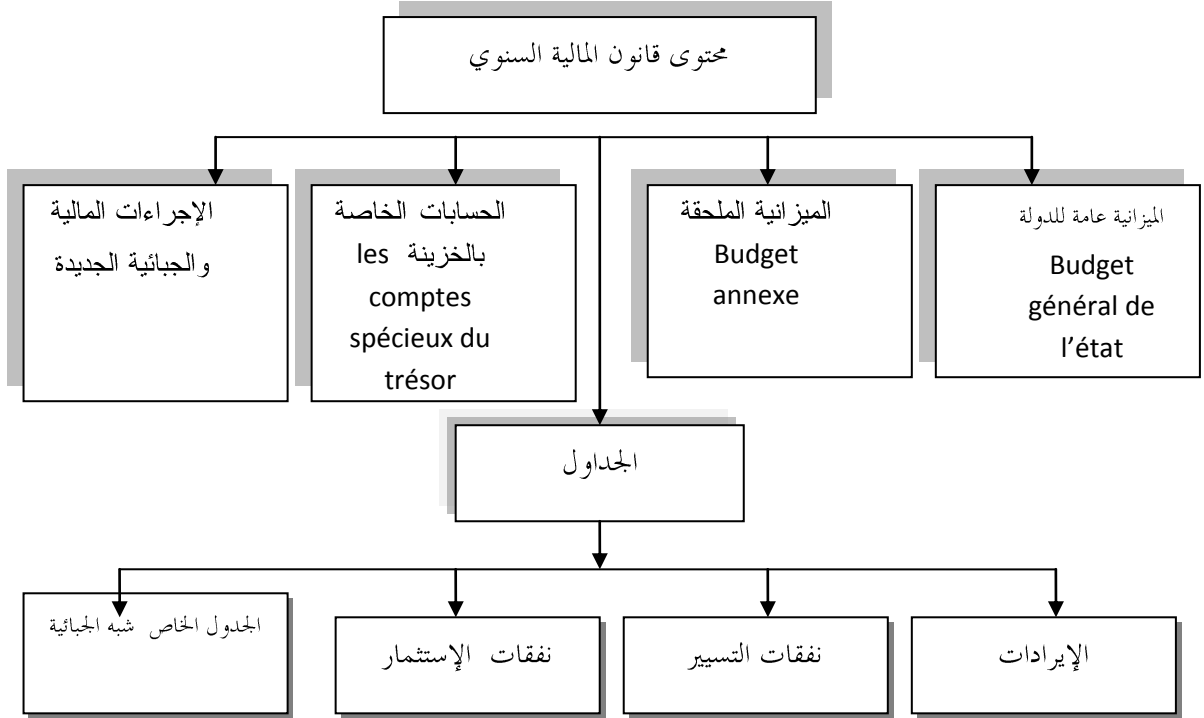 محتوى قانون المالية السنوي
الميزانية عامة للدولة
Budget
général de
l’état
الميزانية الملحقة
Budget
annexe
الحسابات الخاصة
بالخزينة les
comptes
spécieux du
trésor
الإجراءات المالية
والجبائية الجديدة
الجداول
الإيرادات
نفقات التسيير
نفقات الإستثمار
الجدول الخاص شبه الجبائية